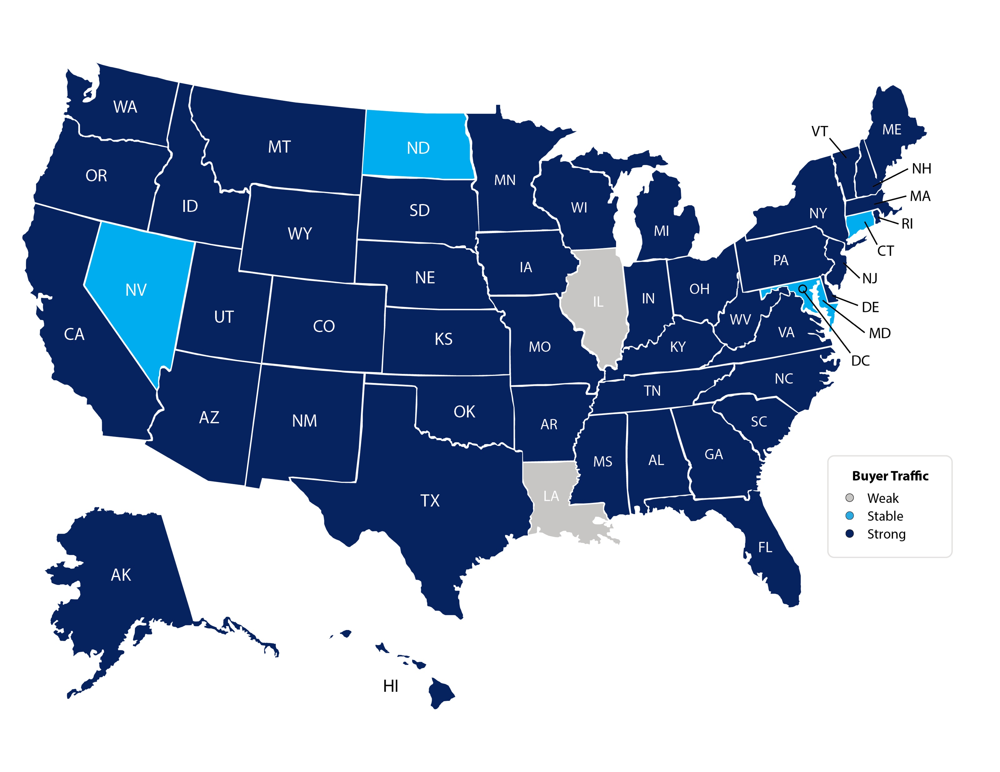 WA
MT
ND
ME
VT
OR
MN
NH
ID
SD
WI
MA
NY
RI
WY
MI
CT
PA
IA
NE
NJ
NV
OH
IN
IL
DE
UT
WV
CO
VA
MD
CA
KS
MO
KY
DC
NC
TN
OK
AZ
NM
AR
SC
GA
MS
AL
LA
TX
Buyer Traffic
Weak
Stable
Strong
FL
AK
HI